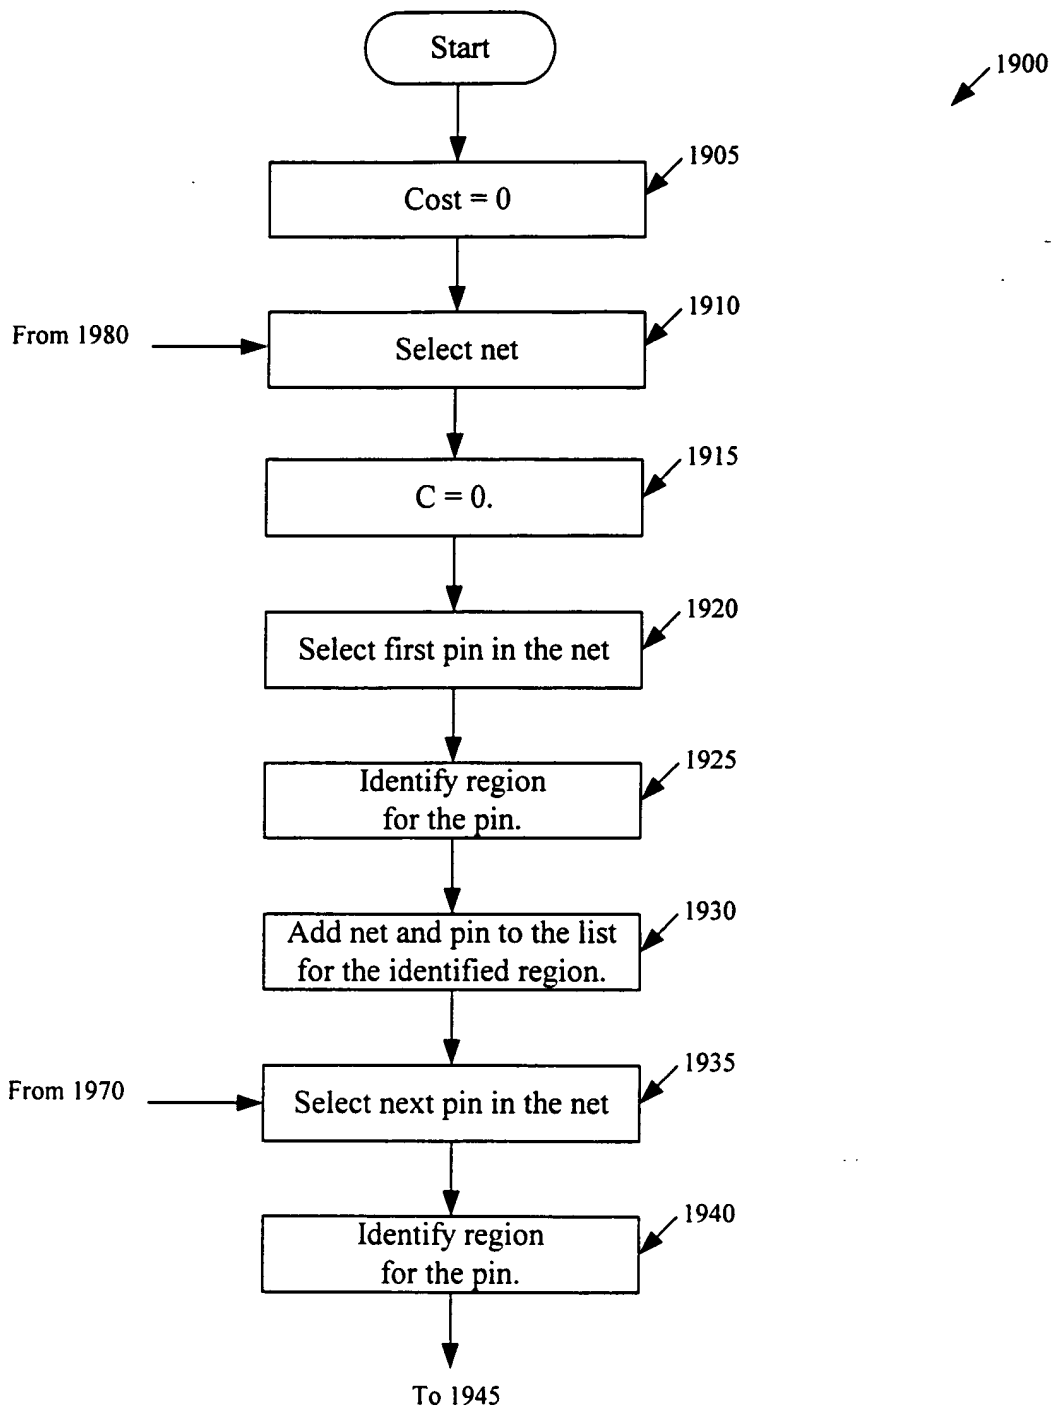 Start
1900
1905
Cost = 0
1910
From 1980
Select net
1915
C = 0.
1920
Select first pin in the net
1925
Identify region
for the pin.
1930
Add net and pin to the list
for the identified region.
1935
From 1970
Select next pin in the net
1940
Identify region
for the pin.
To 1945